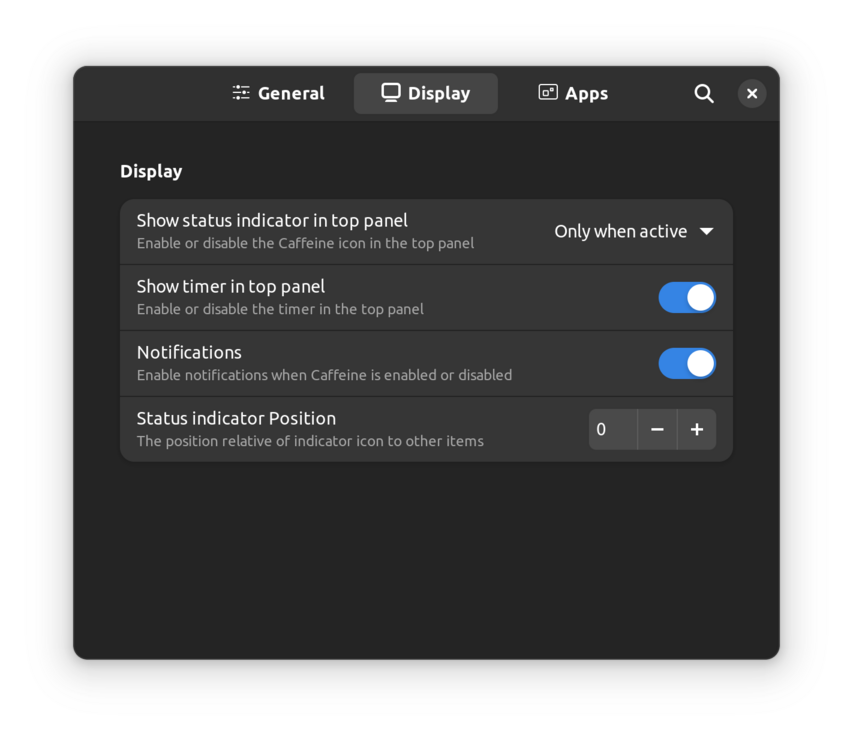 General
Display
Apps
Display
Show status indicator in top panel
Enable or disable the Caffeine icon in the top panel
Only when active
Show timer in top panel
Enable or disable the timer in the top panel
Notifications
Enable notifications when Caffeine is enabled or disabled
Status indicator Position
The position relative of indicator icon to other items
0